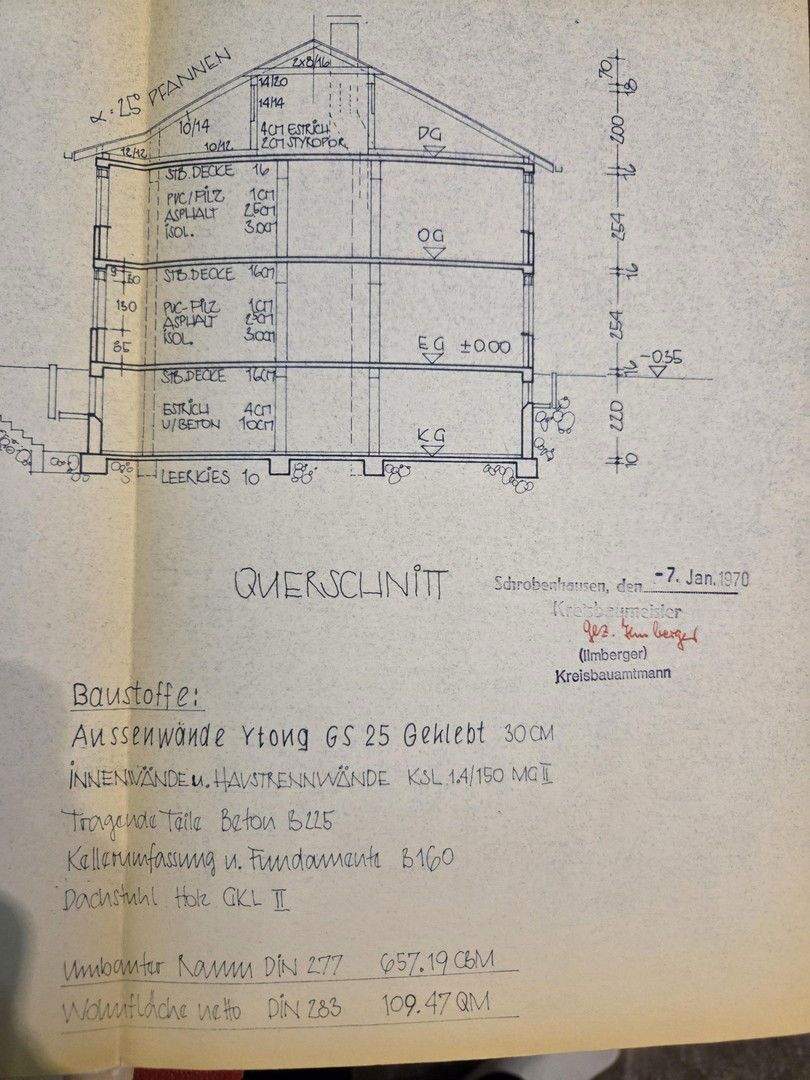 2x8/16
70
18
α = 25° PFANNEN
14/20
14/14
10/14
4CM ESTRICH
2CM STYROPOR
12/12
10/12
DG
200
STB. DECKE 16
16
PVC/FILZ 1CM
ASPHALT 2.5CM
ISOL. 3.0CM
OG
254
STB. DECKE 16CM
16
130
PVC-FILZ 1CM
ASPHALT
ISOL. 3.0CM
EG ±0.00
254
85
-0.35
STB. DECKE 16CM
16
ESTRICH 4CM
U/BETON 10CM
KG
220
LEERKIES 10
10
QUERSCHNITT
Schrobenhausen, den -7. Jan. 1970
Kreisbaumeister
gez. Ilmberger
(Ilmberger)
Kreisbauamtmann
Baustoffe:
Aussenwände Ytong GS 25 Geklebt 30CM
INNENWÄNDE u. HAUSTRENNWÄNDE KSL 1.4/150 MG II
Tragende Teile Beton B225
Kellerumfassung u. Fundamente B160
Dachstuhl Holz GKL II
Umbauter Raum DIN 277 657.19 CBM
Wohnfläche netto DIN 283 109.47 QM